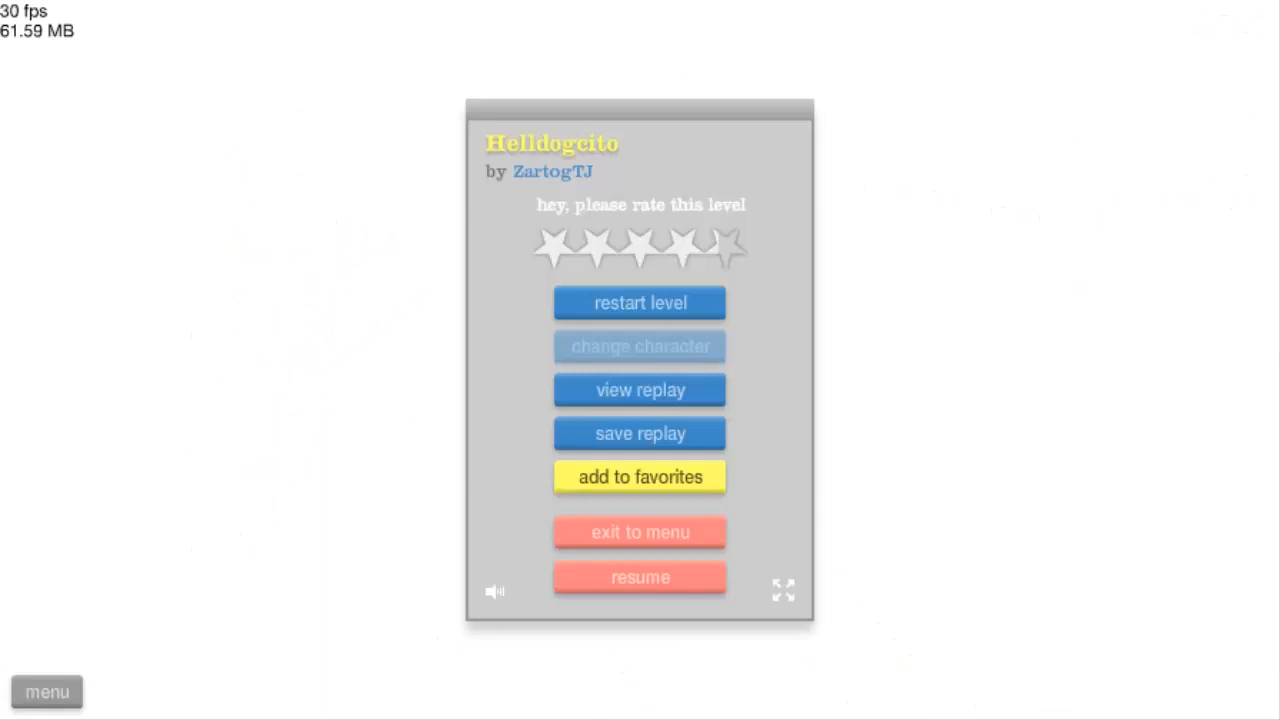 30 fps
61.59 MB
Helldogcito
by ZartogTJ
hey, please rate this level
restart level
change character
view replay
save replay
add to favorites
exit to menu
resume
menu